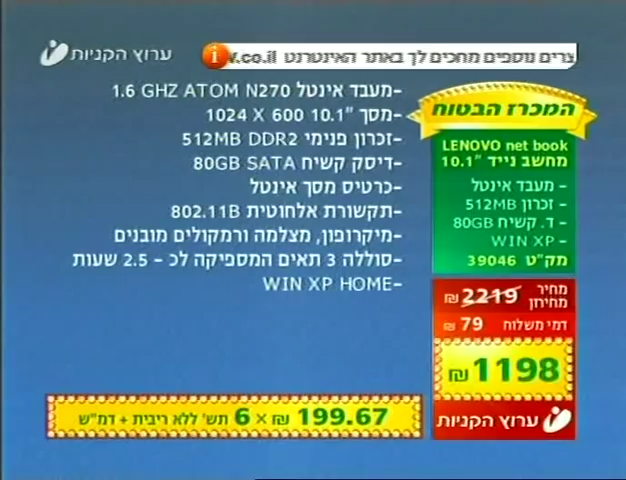 ערוץ הקניות
צרים נוספים מחכים לך באתר האינטרנט w.co.il
-מעבד אינטל 1.6 GHZ ATOM N270
-מסך "10.1 1024 X 600
-זכרון פנימי 512MB DDR2
-דיסק קשיח 80GB SATA
-כרטיס מסך אינטל
-תקשורת אלחוטית 802.11B
-מיקרופון, מצלמה ורמקולים מובנים
-סוללה 3 תאים המספיקה לכ - 2.5 שעות
-WIN XP HOME
המכרז הבטוח
LENOVO net book
מחשב נייד "10.1
- מעבד אינטל
- זכרון 512MB
- ד. קשיח 80GB
- WIN XP
מק"ט 39046
מחיר מחירון 2219 ₪
דמי משלוח 79 ₪
1198 ₪
ערוץ הקניות
199.67 ₪ x 6 תש' ללא ריבית + דמ"ש